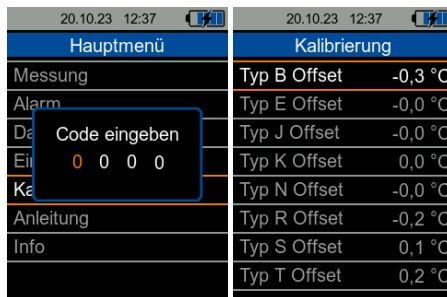 20.10.23 12:37
Hauptmenü
Messung
Alarm
Code eingeben
0 0 0 0
Anleitung
Info
20.10.23 12:37
Kalibrierung
Typ B Offset -0,3 °C
Typ E Offset -0,0 °C
Typ J Offset -0,0 °C
Typ K Offset 0,0 °C
Typ N Offset -0,0 °C
Typ R Offset -0,2 °C
Typ S Offset 0,1 °C
Typ T Offset 0,2 °C